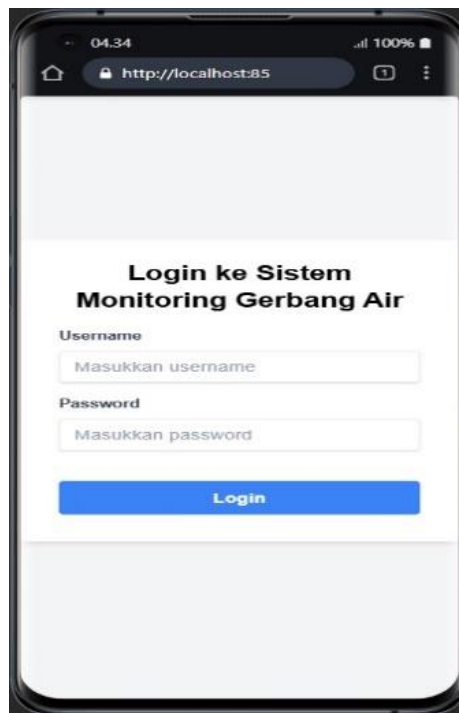 04.34 100%
http://localhost:85 1
Login ke Sistem
Monitoring Gerbang Air
Username
Masukkan username
Password
Masukkan password
Login